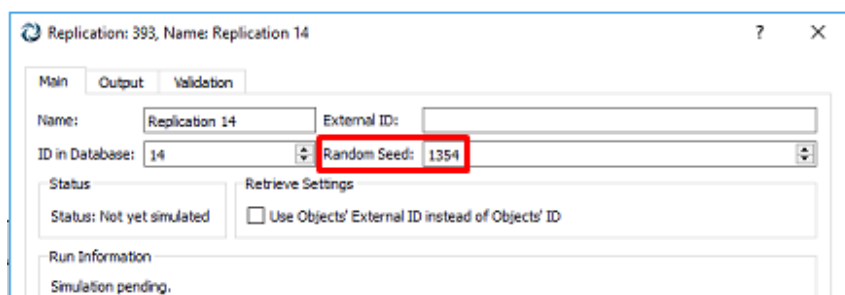 Replication: 393, Name: Replication 14 ?
Main Output Validation
Name: Replication 14 External ID:
ID in Database: 14 Random Seed: 1354
Status Retrieve Settings
Status: Not yet simulated Use Objects' External ID instead of Objects' ID
Run Information
Simulation pending.